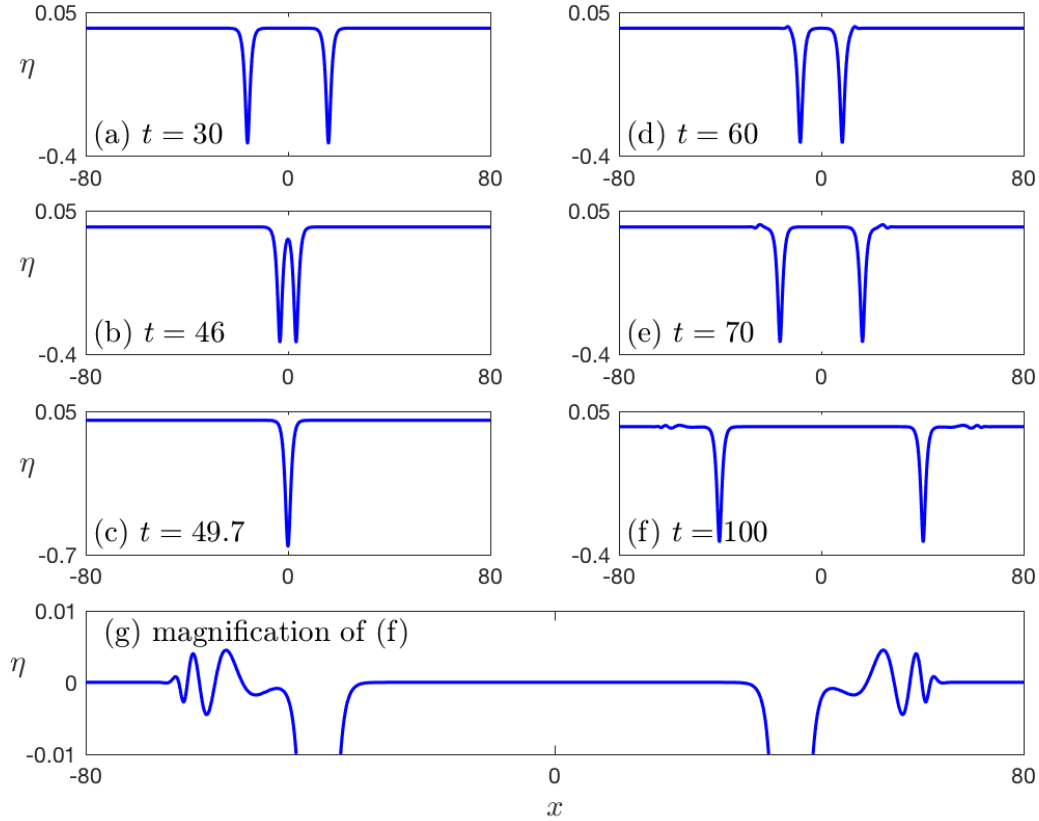 0.05
η
(a) t = 30
-0.4
-80 0 80
0.05
η
(b) t = 46
-0.4
-80 0 80
0.05
η
(c) t = 49.7
-0.7
-80 0 80
0.05
(d) t = 60
-0.4
-80 0 80
0.05
(e) t = 70
-0.4
-80 0 80
0.05
(f) t = 100
-0.4
-80 0 80
0.01
(g) magnification of (f)
η
0
-0.01
-80 0 80
x